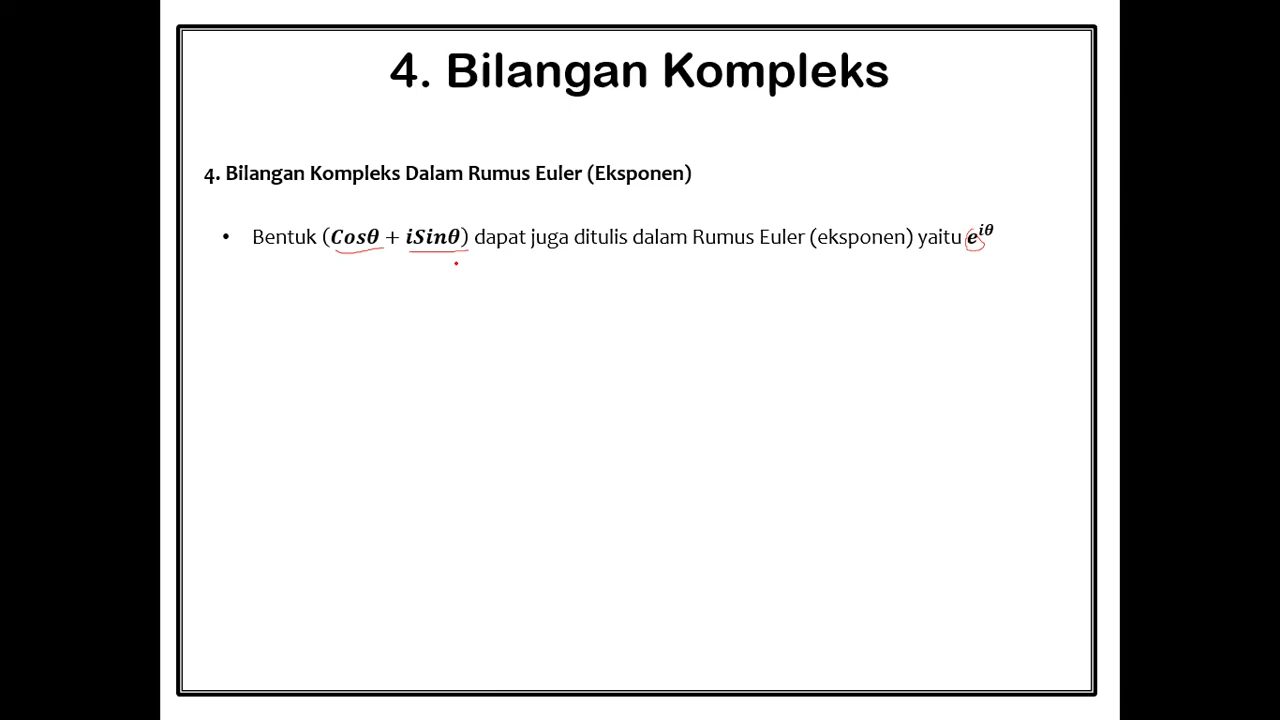 4. Bilangan Kompleks
4. Bilangan Kompleks Dalam Rumus Euler (Eksponen)
• Bentuk (Cosθ + iSinθ) dapat juga ditulis dalam Rumus Euler (eksponen) yaitu e^{iθ}